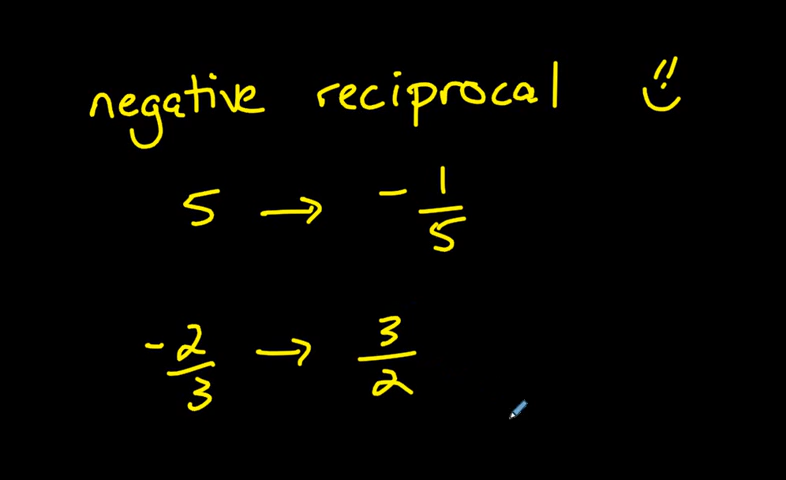 negative reciprocal
5 → - 1/5
-2/3 → 3/2